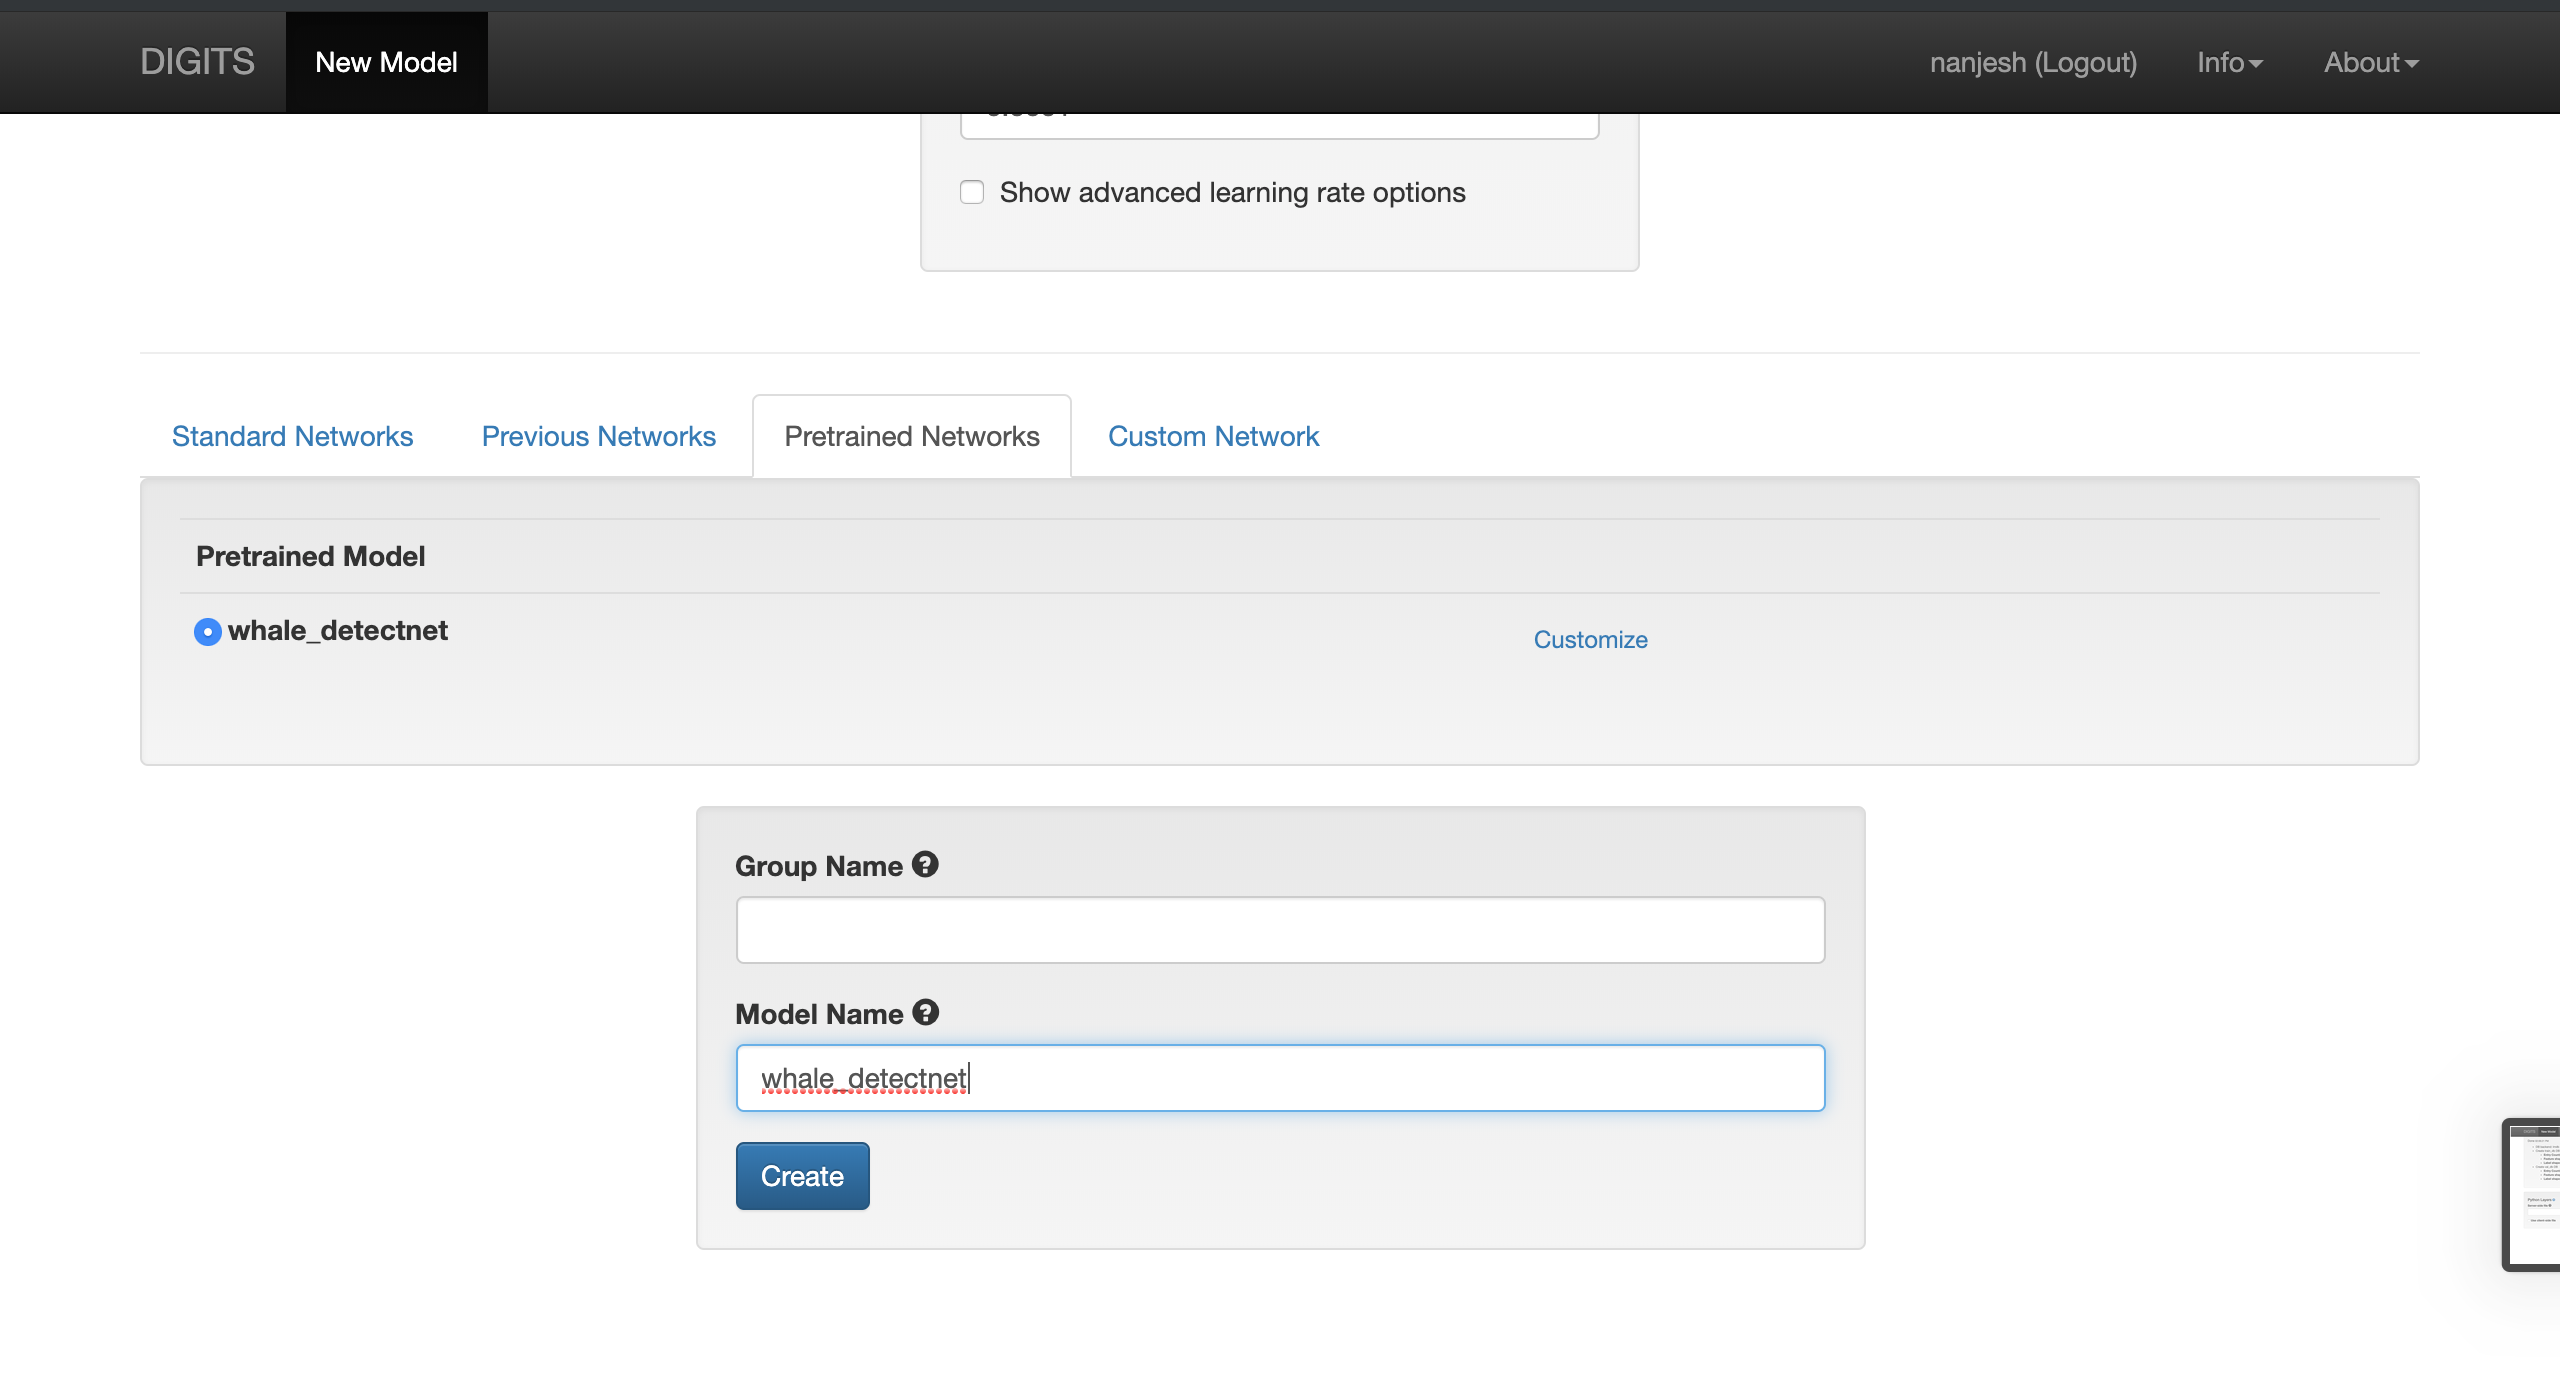 DIGITS New Model nanjesh (Logout) Info About
Show advanced learning rate options
Standard Networks Previous Networks Pretrained Networks Custom Network
Pretrained Model
whale_detectnet Customize
Group Name
Model Name
whale_detectnet
Create